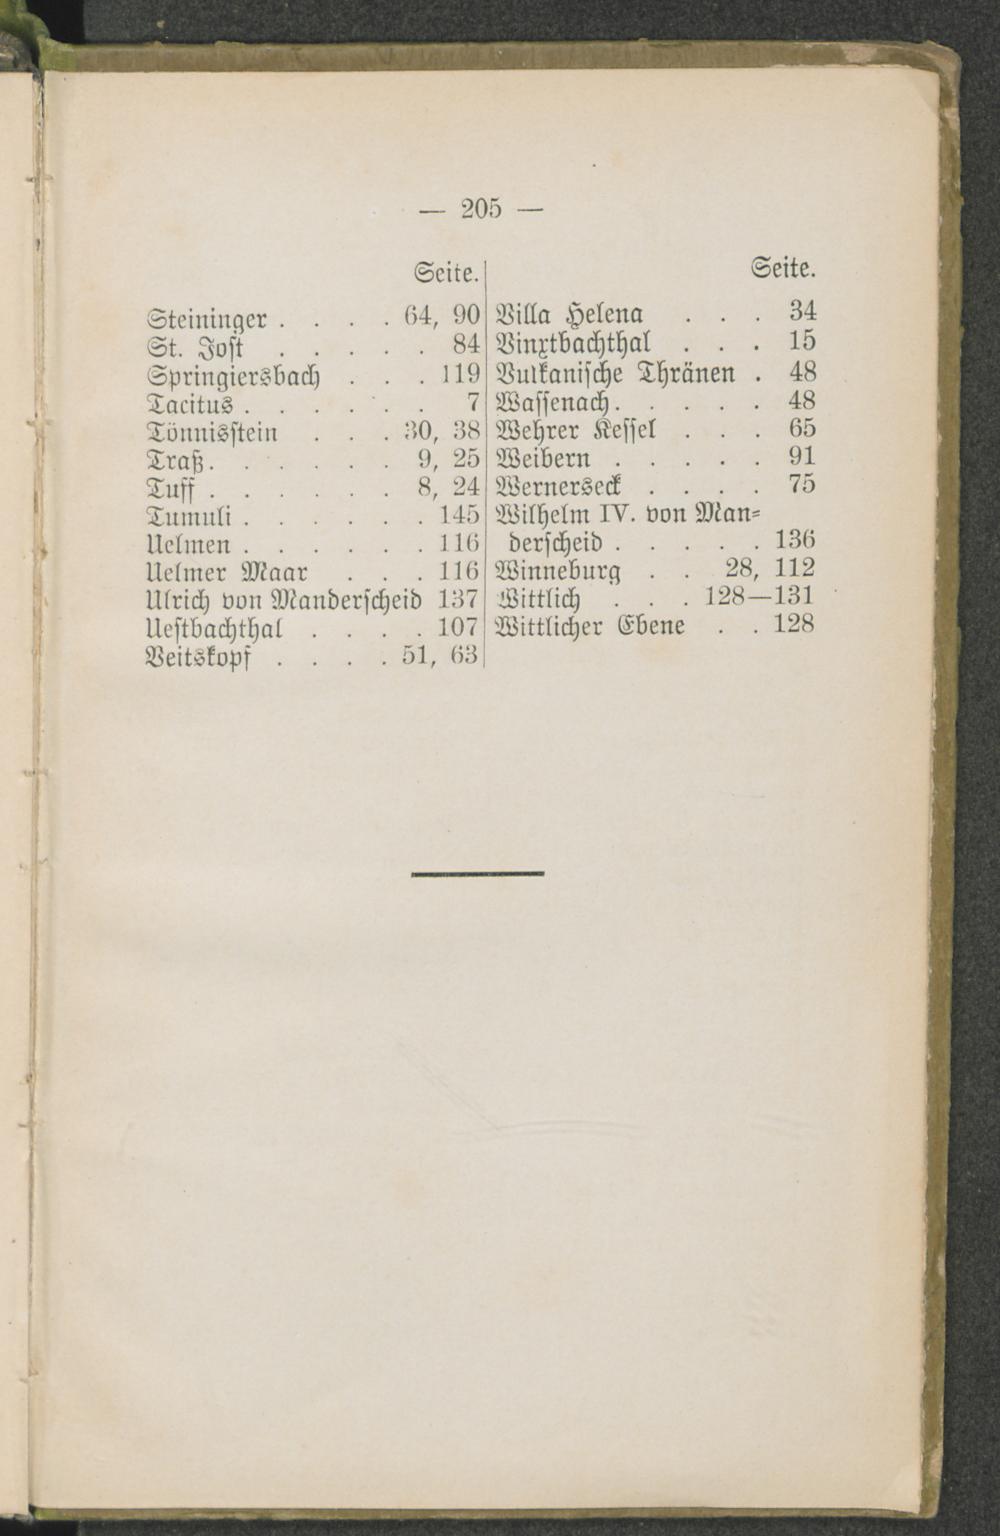 — 205 —
Seite.
Steininger . . . . 64, 90
St. Joſt . . . . . 84
Springiersbach . . . 119
Tacitus . . . . . . 7
Tönnisſtein . . . 30, 38
Traß . . . . . . 9, 25
Tuff . . . . . . 8, 24
Tumuli . . . . . . 145
Uelmen . . . . . . 116
Uelmer Maar . . . 116
Ulrich von Manderſcheid 137
Ueſtbachthal . . . . 107
Veitskopf . . . . 51, 63
Seite.
Villa Helena . . . 34
Vinxtbachthal . . . 15
Vulkaniſche Thränen . 48
Waſſenach . . . . . 48
Wehrer Keſſel . . . 65
Weibern . . . . . 91
Wernerseck . . . . 75
Wilhelm IV. von Man⸗
derſcheid . . . . . 136
Winneburg . . 28, 112
Wittlich . . . 128—131
Wittlicher Ebene . . 128